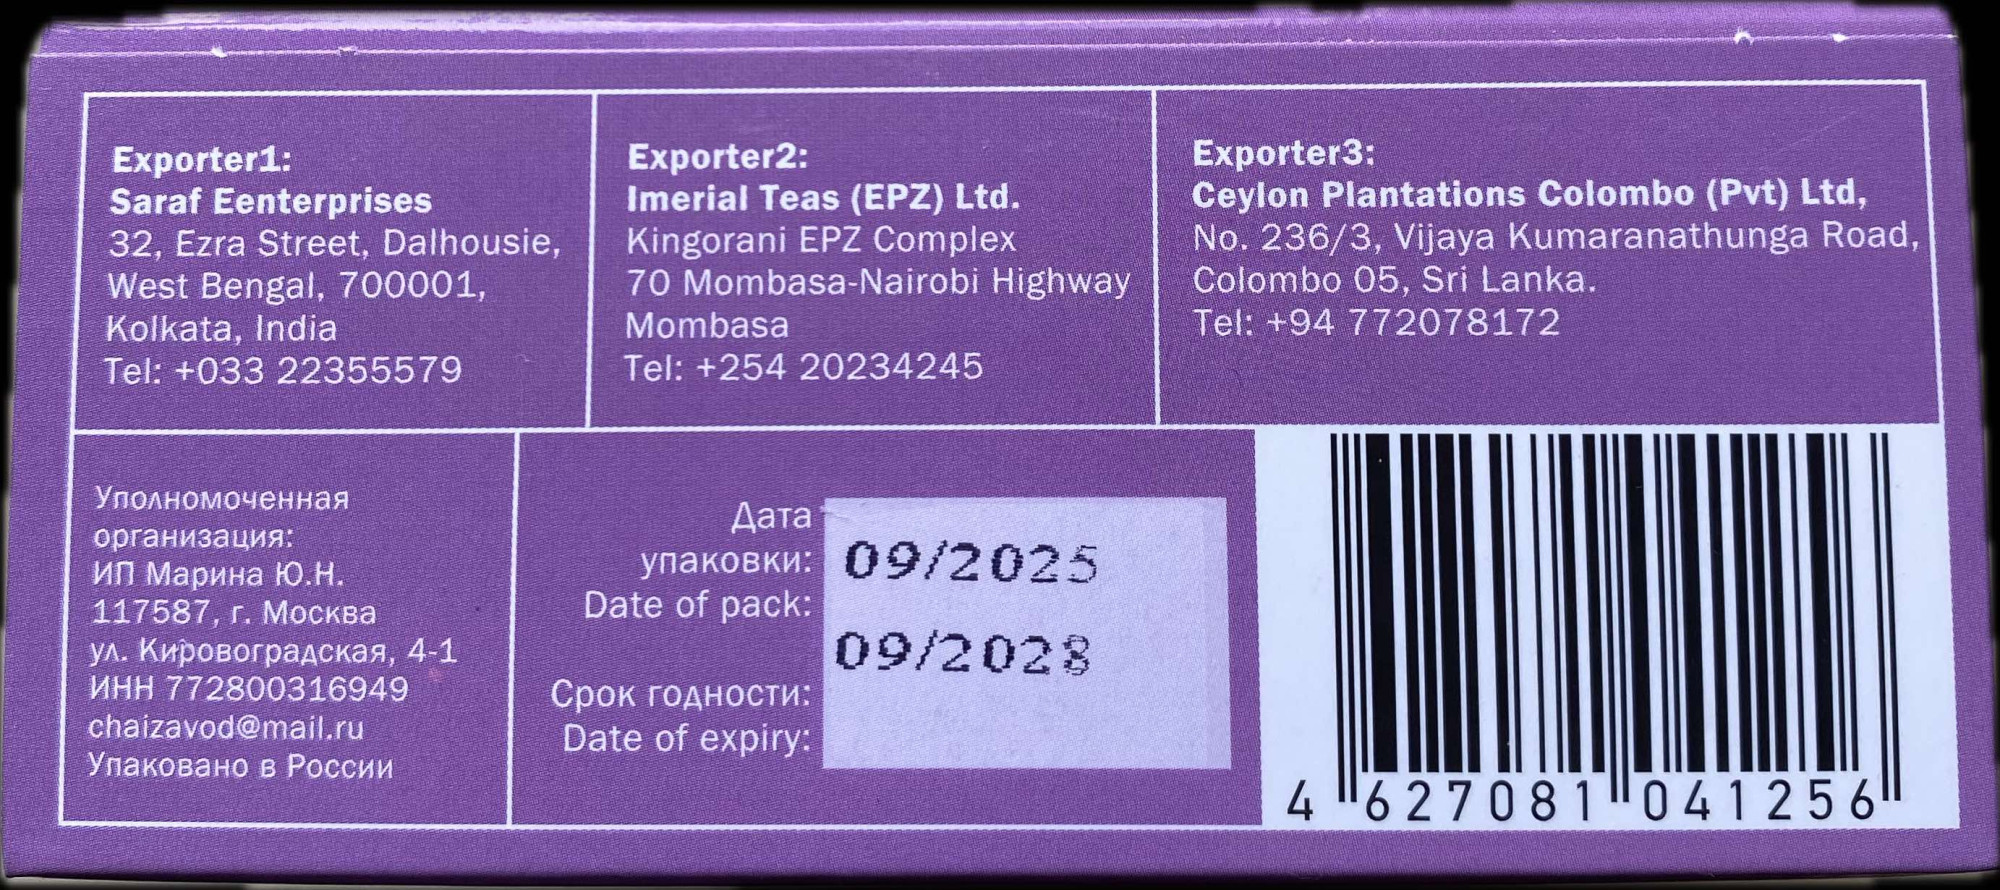 Exporter1:
Saraf Eenterprises
32, Ezra Street, Dalhousie,
West Bengal, 700001,
Kolkata, India
Tel: +033 22355579
Exporter2:
Imerial Teas (EPZ) Ltd.
Kingorani EPZ Complex
70 Mombasa-Nairobi Highway
Mombasa
Tel: +254 20234245
Exporter3:
Ceylon Plantations Colombo (Pvt) Ltd,
No. 236/3, Vijaya Kumaranathunga Road,
Colombo 05, Sri Lanka.
Tel: +94 772078172
Уполномоченная
организация:
ИП Марина Ю.Н.
117587, г. Москва
ул. Кировоградская, 4-1
ИНН 772800316949
chaizavod@mail.ru
Упаковано в России
Дата
упаковки:
Date of pack:
09/2025
09/2028
Срок годности:
Date of expiry:
4 627081 041256